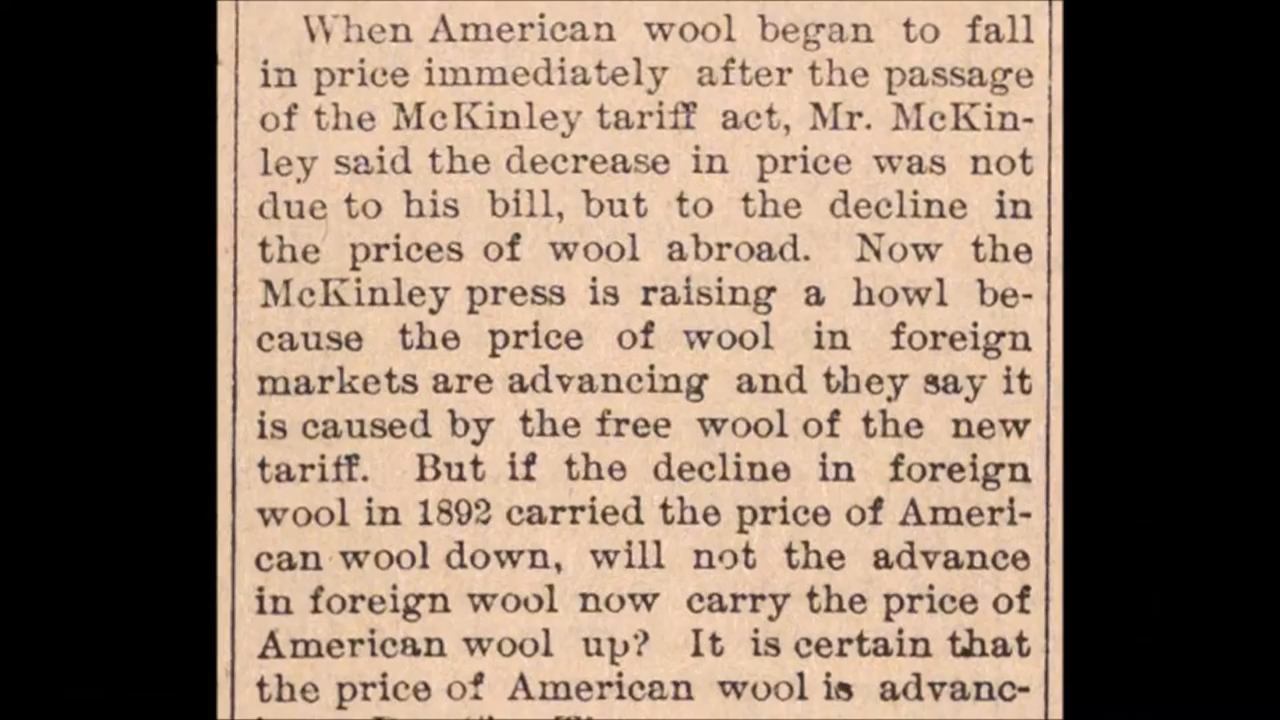 When American wool began to fall
in price immediately after the passage
of the McKinley tariff act, Mr. McKin-
ley said the decrease in price was not
due to his bill, but to the decline in
the prices of wool abroad. Now the
McKinley press is raising a howl be-
cause the price of wool in foreign
markets are advancing and they say it
is caused by the free wool of the new
tariff. But if the decline in foreign
wool in 1892 carried the price of Ameri-
can wool down, will not the advance
in foreign wool now carry the price of
American wool up? It is certain that
the price of American wool is advanc-